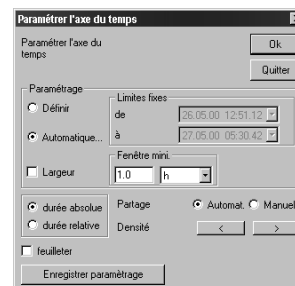 Paramétrer l'axe du temps
Paramétrer l'axe du
temps
Ok
Quitter
Paramétrage
Définir
Automatique...
Largeur
Limites fixes
de 26.05.00 12:51.12
à 27.05.00 05:30.42
Fenêtre mini.
1.0 h
durée absolue
durée relative
Partage Automat. Manuel
Densité < >
feuilleter
Enregistrer paramètrage